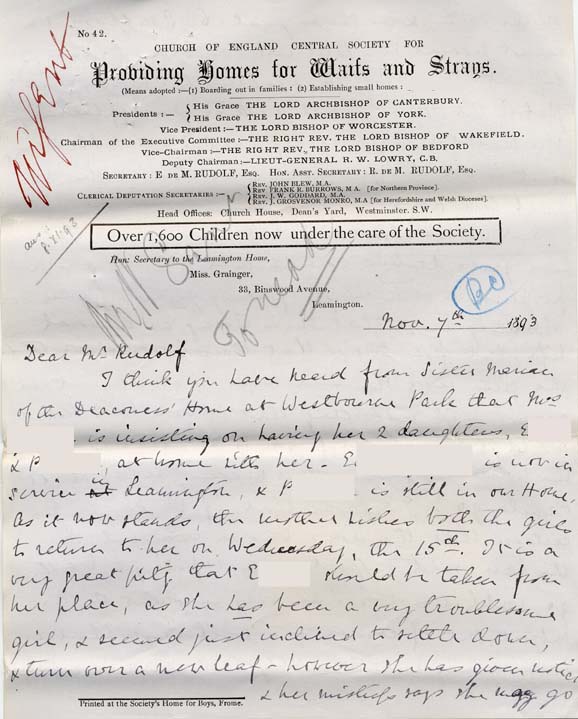 No 42.
CHURCH OF ENGLAND CENTRAL SOCIETY FOR
Providing Homes for Waifs and Strays.
(Means adopted :—(1) Boarding out in families : (2) Establishing small homes :
Presidents : — { His Grace THE LORD ARCHBISHOP OF CANTERBURY.
His Grace THE LORD ARCHBISHOP OF YORK.
Vice President :—THE LORD BISHOP OF WORCESTER.
Chairman of the Executive Committee :—THE RIGHT REV. THE LORD BISHOP OF WAKEFIELD.
Vice-Chairman :—THE RIGHT REV. THE LORD BISHOP OF BEDFORD
Deputy Chairman :—LIEUT-GENERAL R. W. LOWRY, C.B.
SECRETARY : E DE M. RUDOLF, ESQ. HON. ASST. SECRETARY : R. DE M. RUDOLF, ESQ.
CLERICAL DEPUTATION SECRETARIES :— { REV. JOHN BLEW, M.A.
REV. FRANK R. BURROWS, M.A. [for Northern Province].
REV. J. W. GODDARD, M.A.
REV. J. GROSVENOR MONRO, M.A [for Herefordshire and Welsh Dioceses].
Head Offices: Church House, Dean's Yard, Westminster. S.W.
Urgent
8.11.93
Over 1,600 Children now under the care of the Society.
Hon: Secretary to the Leamington Home,
Miss. Grainger,
33, Binswood Avenue,
Leamington.
To speak
Nov. 7th 1893
Dear Mr Rudolf
I think you have heard from Sister Marian
of the Deaconess' Home at Westbourne Park that Mrs
is insisting on having her 2 daughters, E
& P , at home with her - E is now in
service in Leamington, & P is still in our Home.
As it now stands, the mother wishes both the girls
to return to her on Wednesday, the 15th. It is a
very great pity that E should be taken from
her place, as she has been a very troublesome
girl, & seemed just inclined to settle down,
& turn over a new leaf - however she has given notice
& her mistress says she may go
Printed at the Society's Home for Boys, Frome.